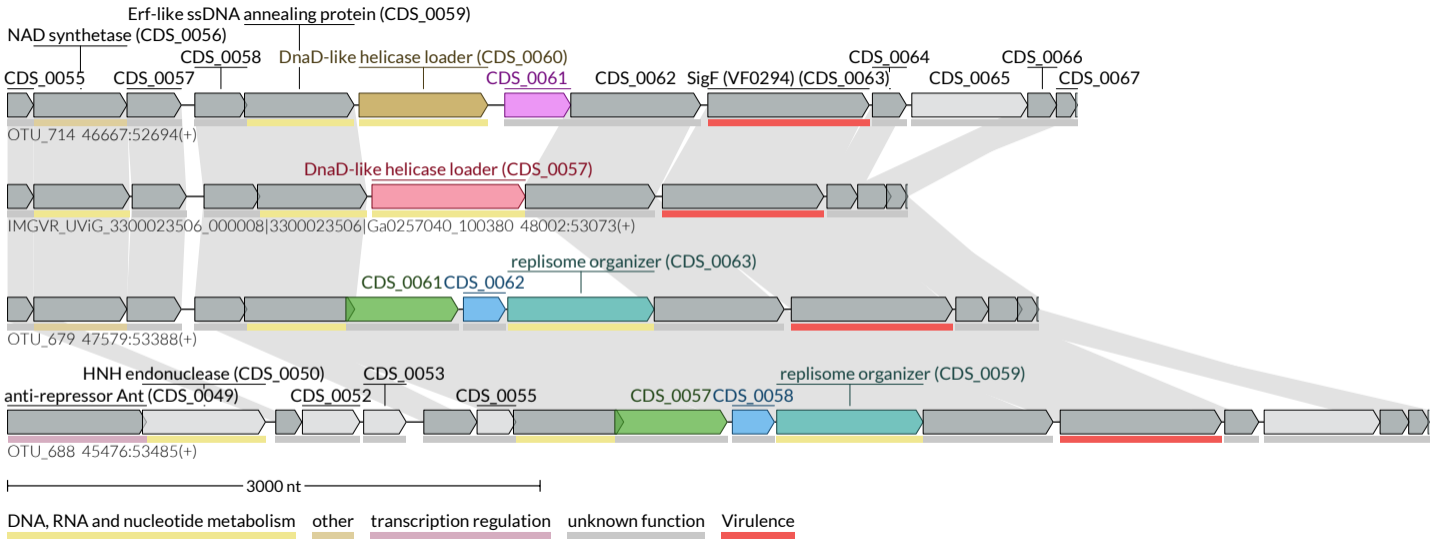 Erf-like ssDNA annealing protein (CDS_0059)
NAD synthetase (CDS_0056)
CDS_0058 DnaD-like helicase loader (CDS_0060) CDS_0064 CDS_0066
CDS_0055 CDS_0057 CDS_0061 CDS_0062 SigF (VF0294) (CDS_0063) CDS_0065 CDS_0067
OTU_714 46667:52694(+)
DnaD-like helicase loader (CDS_0057)
IMGVR_UViG_3300023506_000008|3300023506|Ga0257040_100380 48002:53073(+)
replisome organizer (CDS_0063)
CDS_0061 CDS_0062
OTU_679 47579:53388(+)
HNH endonuclease (CDS_0050) CDS_0053 replisome organizer (CDS_0059)
anti-repressor Ant (CDS_0049) CDS_0052 CDS_0055 CDS_0057 CDS_0058
OTU_688 45476:53485(+)
3000 nt
DNA, RNA and nucleotide metabolism other transcription regulation unknown function Virulence